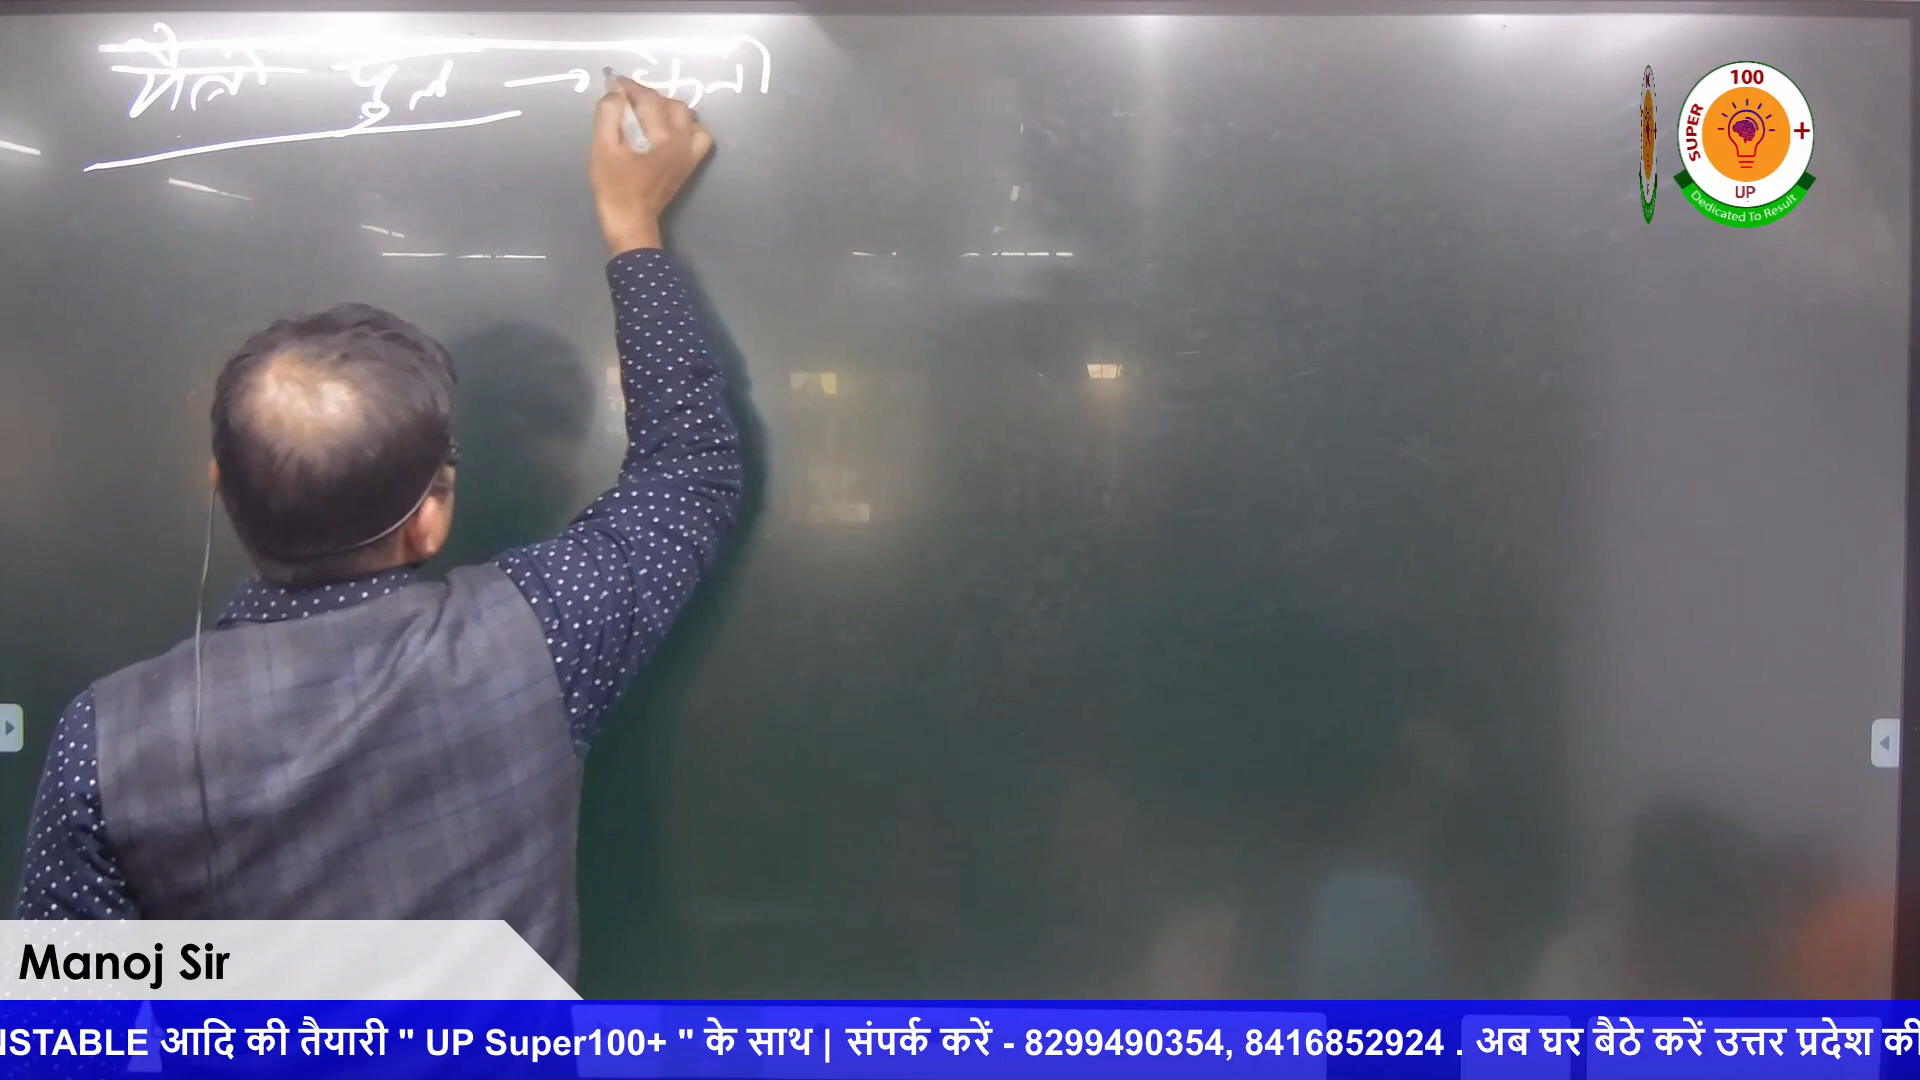 मैत्री पुल →
100
SUPER
+
UP
Dedicated To Result
Manoj Sir
NSTABLE आदि की तैयारी " UP Super100+ " के साथ | संपर्क करें - 8299490354, 8416852924 . अब घर बैठे करें उत्तर प्रदेश की